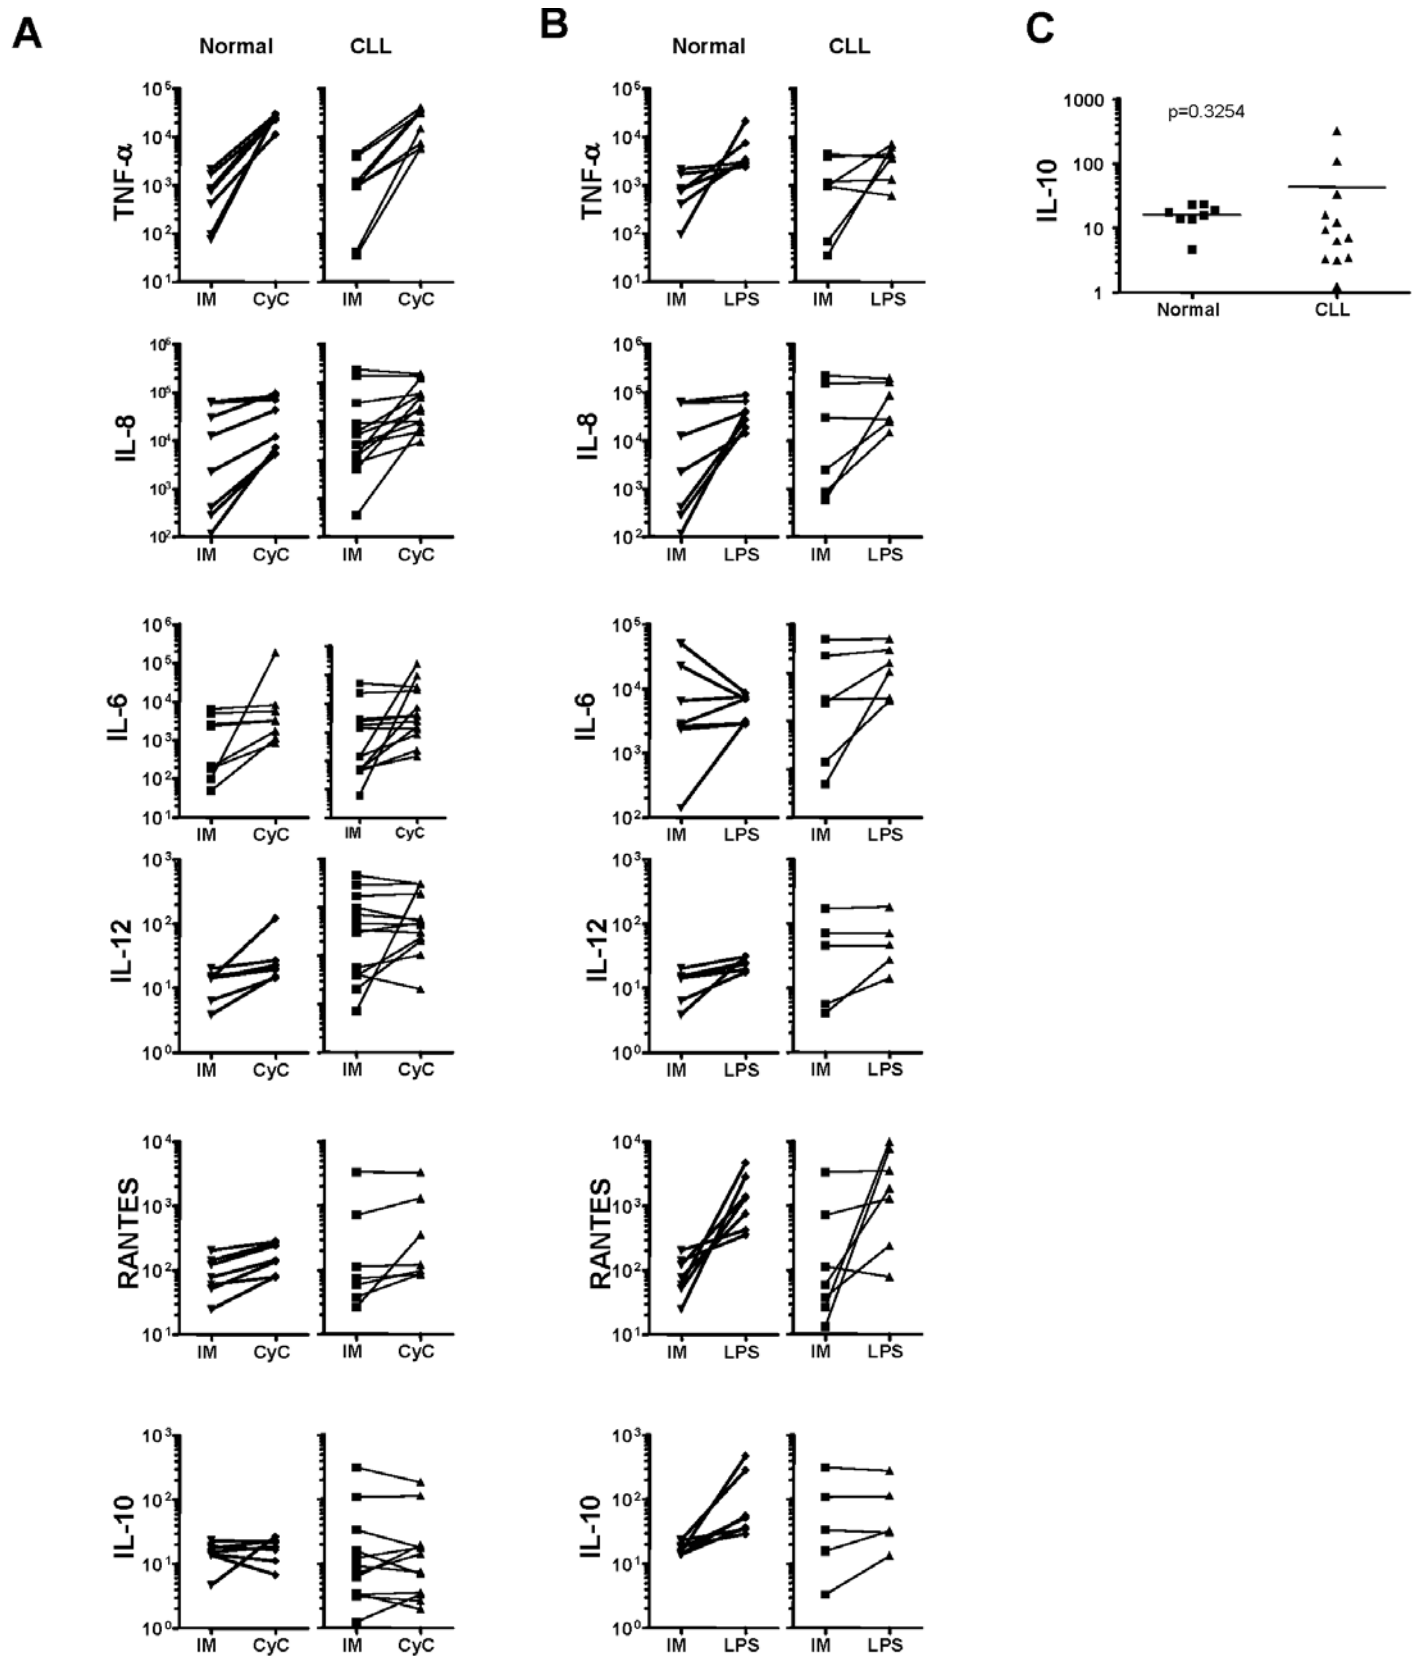 A
B
C
Normal CLL
Normal CLL
TNF-α
10⁵
10⁴
10³
10²
10¹
IM CyC IM CyC
TNF-α
10⁵
10⁴
10³
10²
10¹
IM LPS IM LPS
IL-10
1000
100
10
1
p=0.3254
Normal CLL
IL-8
10⁶
10⁵
10⁴
10³
10²
IM CyC IM CyC
IL-8
10⁶
10⁵
10⁴
10³
10²
IM LPS IM LPS
IL-6
10⁶
10⁵
10⁴
10³
10²
10¹
IM CyC IM CyC
IL-6
10⁵
10⁴
10³
10²
IM LPS IM LPS
IL-12
10³
10²
10¹
10⁰
IM CyC IM CyC
IL-12
10³
10²
10¹
10⁰
IM LPS IM LPS
RANTES
10⁴
10³
10²
10¹
IM CyC IM CyC
RANTES
10⁴
10³
10²
10¹
IM LPS IM LPS
IL-10
10³
10²
10¹
10⁰
IM CyC IM CyC
IL-10
10³
10²
10¹
10⁰
IM LPS IM LPS